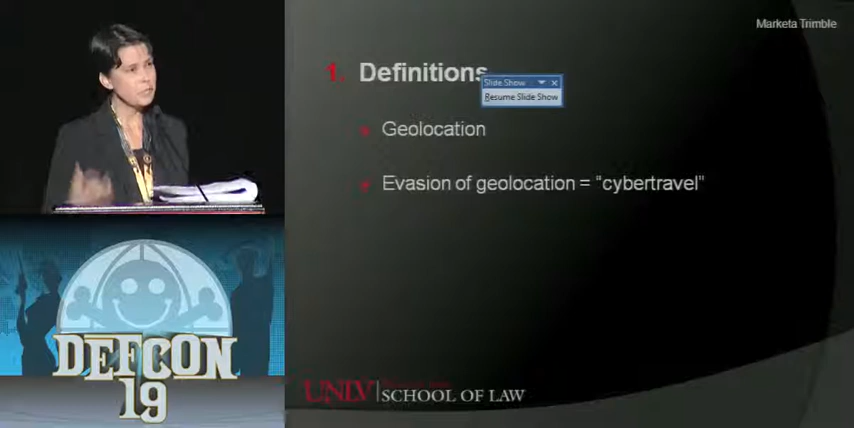 Marketa Trimble
1. Definitions
Slide Show
Resume Slide Show
Geolocation
Evasion of geolocation = “cybertravel”
DEFCON
19
UNLV
SCHOOL OF LAW